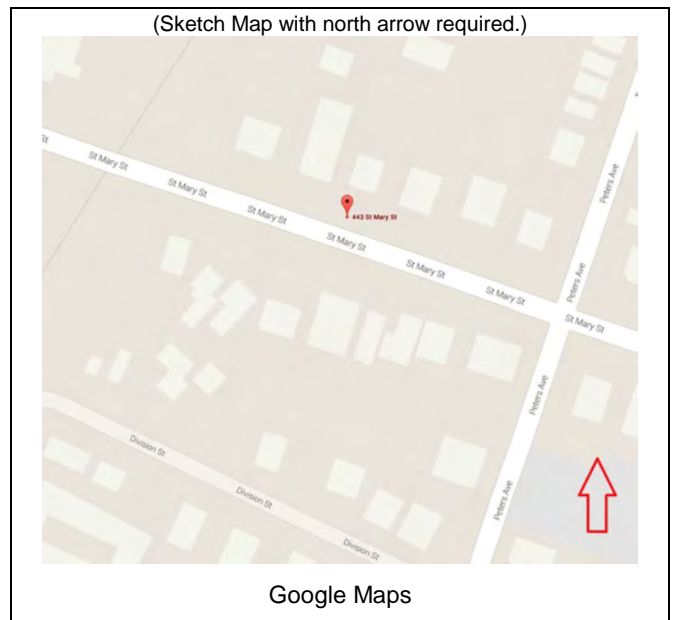 (Sketch Map with north arrow required.)
St
St Mary St
St Mary St
St Mary St
443 St Mary St
St Mary St
St Mary St
St Mary St
St Mary St
Peters Ave
Peters Ave
Peters Ave
Peters Ave
Division St
Division St
Division St
Google Maps